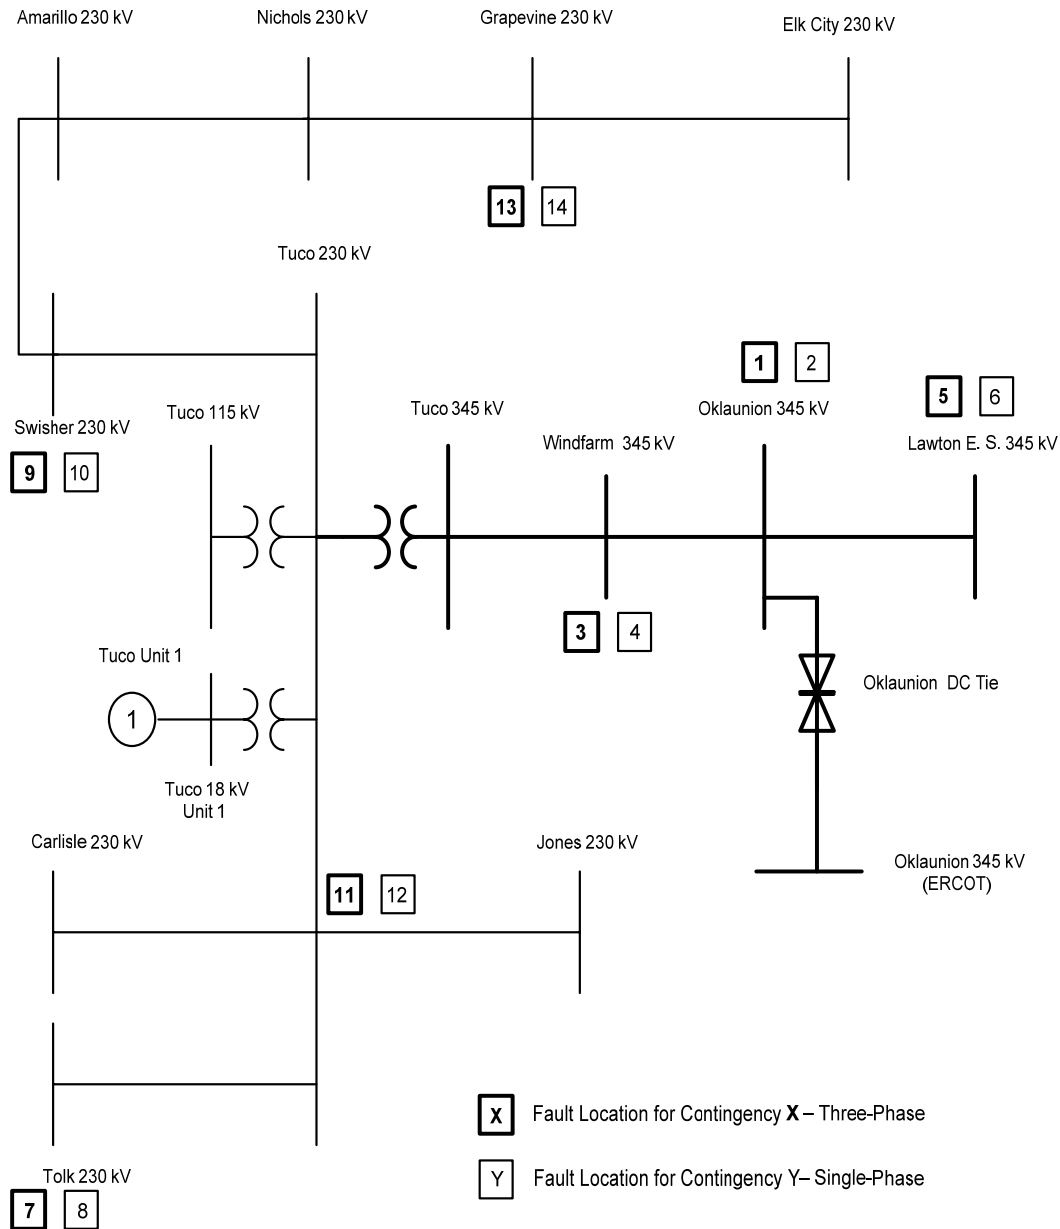 Amarillo 230 kV
Nichols 230 kV
Grapevine 230 kV
Elk City 230 kV
13
14
Tuco 230 kV
1
2
5
6
Swisher 230 kV
Tuco 115 kV
Tuco 345 kV
Oklaunion 345 kV
Windfarm 345 kV
Lawton E. S. 345 kV
9
10
3
4
Tuco Unit 1
1
Oklaunion DC Tie
Tuco 18 kV
Unit 1
Carlisle 230 kV
Jones 230 kV
Oklaunion 345 kV
(ERCOT)
11
12
X Fault Location for Contingency X – Three-Phase
Y Fault Location for Contingency Y– Single-Phase
Tolk 230 kV
7
8